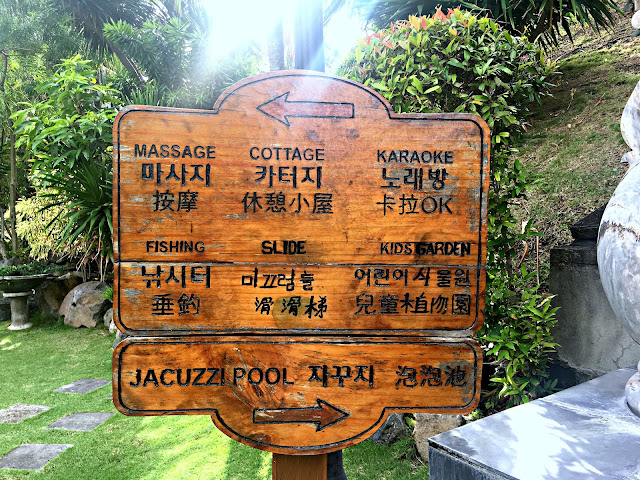 MASSAGE COTTAGE KARAOKE
마사지 카터지 노래방
按摩 休憩小屋 卡拉OK
FISHING SLIDE KIDS GARDEN
낚시터 미끄럼틀 어린이 식물원
垂釣 滑滑梯 兒童植物園
JACUZZI POOL 자꾸지 泡泡池